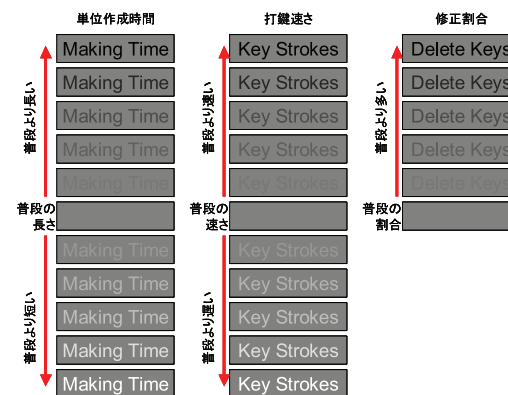 単位作成時間
Making Time
Making Time
Making Time
Making Time
Making Time
Making Time
Making Time
Making Time
Making Time
Making Time
普段より長い
普段の
長さ
普段より短い
打鍵速さ
Key Strokes
Key Strokes
Key Strokes
Key Strokes
Key Strokes
Key Strokes
Key Strokes
Key Strokes
Key Strokes
Key Strokes
普段より速い
普段の
速さ
普段より遅い
修正割合
Delete Keys
Delete Keys
Delete Keys
Delete Keys
Delete Keys
普段より多い
普段の
割合